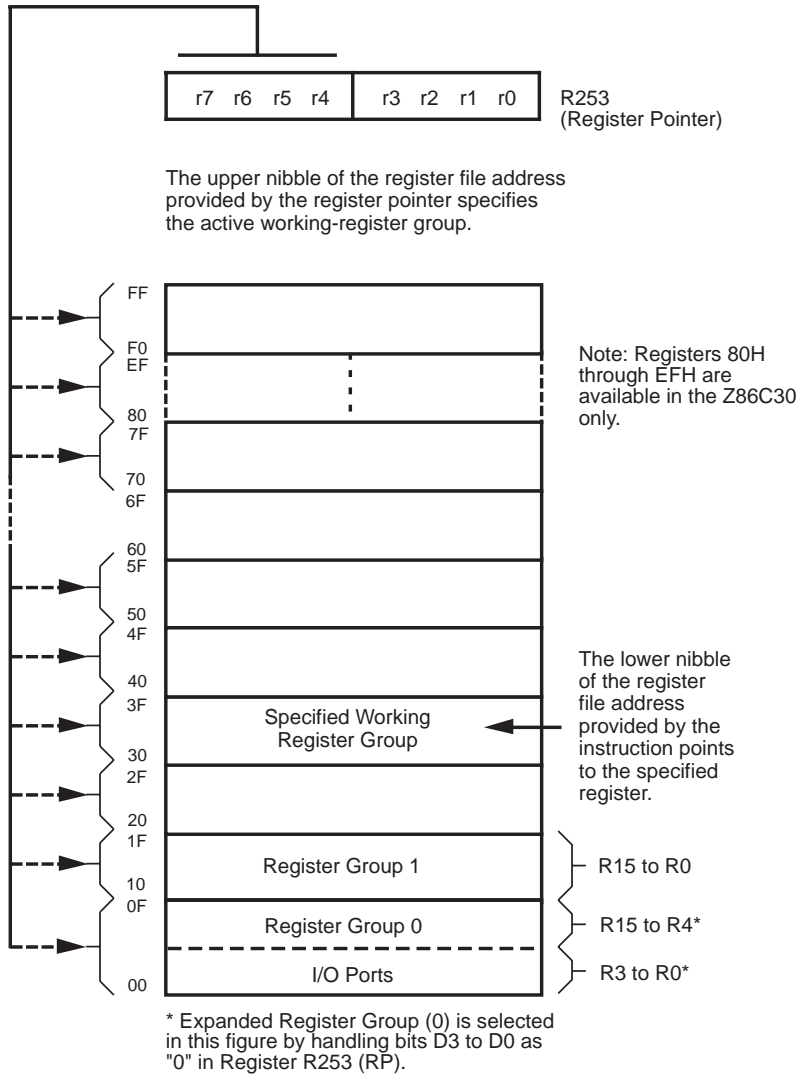 r7 r6 r5 r4 r3 r2 r1 r0
R253
(Register Pointer)
The upper nibble of the register file address
provided by the register pointer specifies
the active working-register group.
FF
F0
EF
80
7F
70
6F
60
5F
50
4F
40
3F
30
2F
20
1F
10
0F
00
Note: Registers 80H
through EFH are
available in the Z86C30
only.
Specified Working
Register Group
The lower nibble
of the register
file address
provided by the
instruction points
to the specified
register.
Register Group 1
R15 to R0
Register Group 0
R15 to R4*
I/O Ports
R3 to R0*
* Expanded Register Group (0) is selected
in this figure by handling bits D3 to D0 as
"0" in Register R253 (RP).